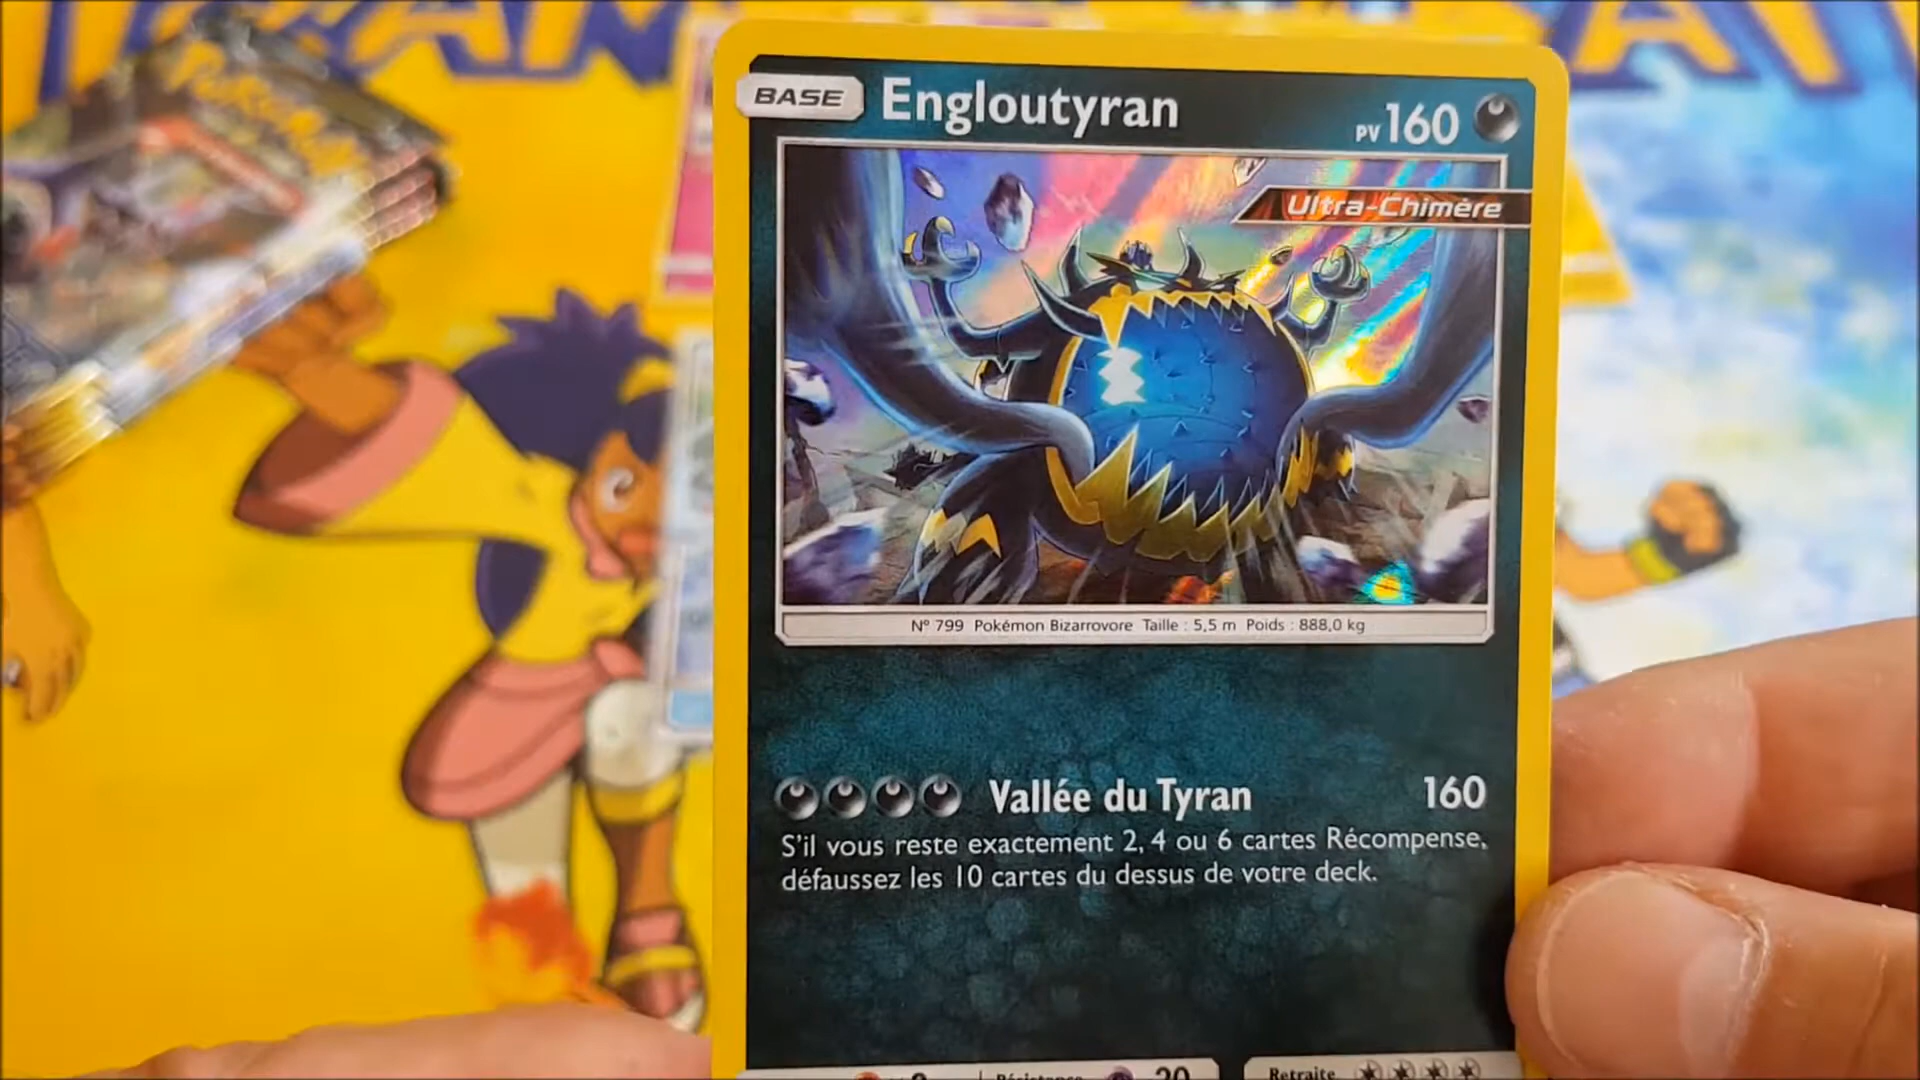 BASE
Engloutyran
PV 160
Ultra-Chimère
N° 799 Pokémon Bizarrovore Taille : 5,5 m Poids : 888,0 kg
Vallée du Tyran 160
S'il vous reste exactement 2, 4 ou 6 cartes Récompense,
défaussez les 10 cartes du dessus de votre deck.
Résistance 20 Retraite